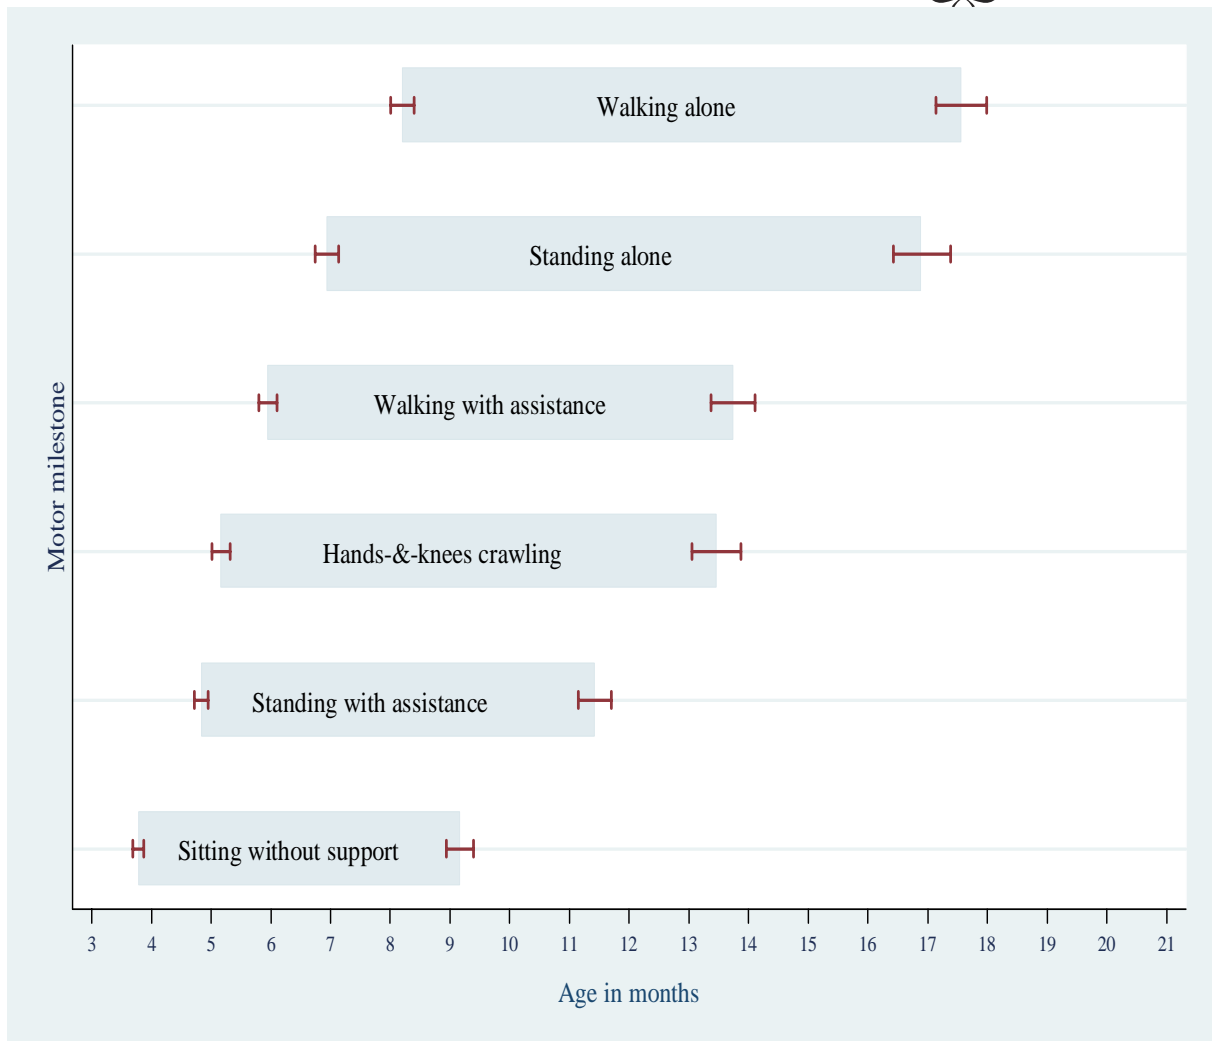 Walking alone
Standing alone
Walking with assistance
Hands-&-knees crawling
Standing with assistance
Sitting without support
Motor milestone
3 4 5 6 7 8 9 10 11 12 13 14 15 16 17 18 19 20 21
Age in months